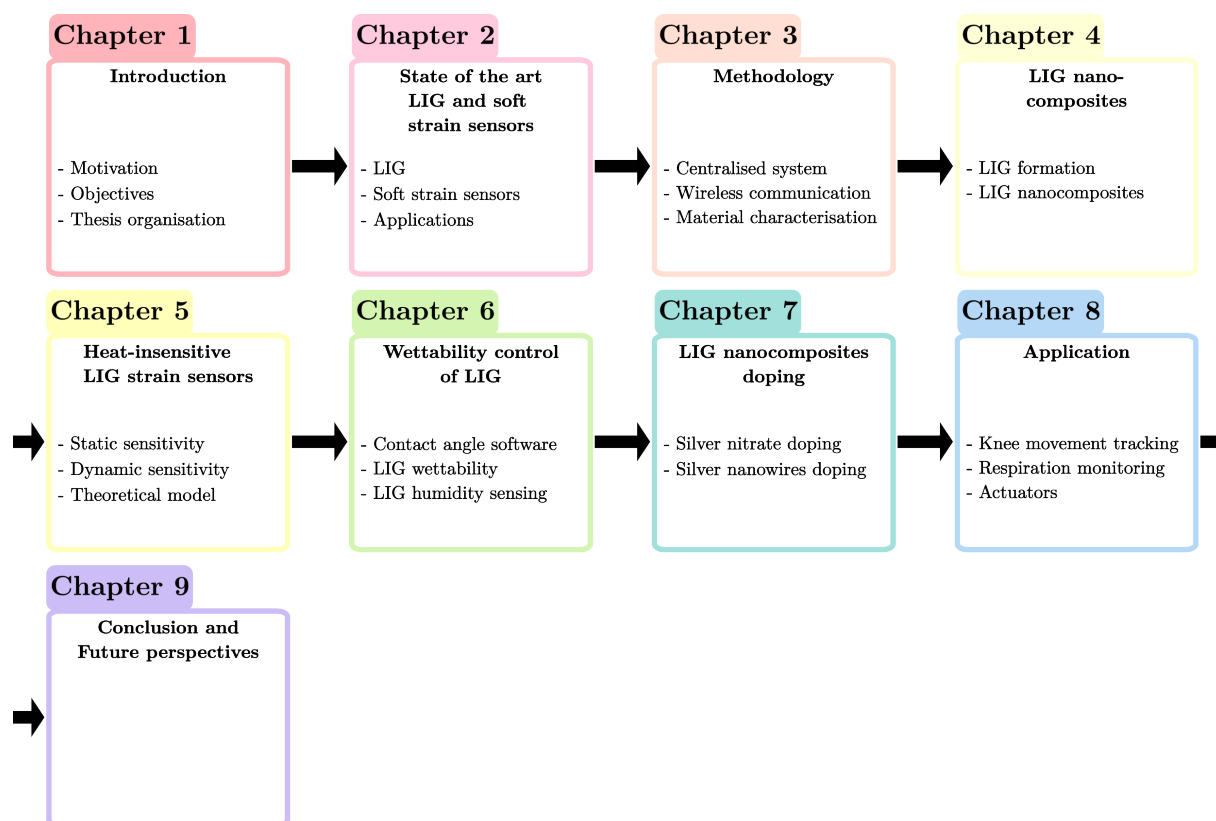 Chapter 1
Introduction
- Motivation
- Objectives
- Thesis organisation
Chapter 2
State of the art
LIG and soft
strain sensors
- LIG
- Soft strain sensors
- Applications
Chapter 3
Methodology
- Centralised system
- Wireless communication
- Material characterisation
Chapter 4
LIG nano-
composites
- LIG formation
- LIG nanocomposites
Chapter 5
Heat-insensitive
LIG strain sensors
- Static sensitivity
- Dynamic sensitivity
- Theoretical model
Chapter 6
Wettability control
of LIG
- Contact angle software
- LIG wettability
- LIG humidity sensing
Chapter 7
LIG nanocomposites
doping
- Silver nitrate doping
- Silver nanowires doping
Chapter 8
Application
- Knee movement tracking
- Respiration monitoring
- Actuators
Chapter 9
Conclusion and
Future perspectives